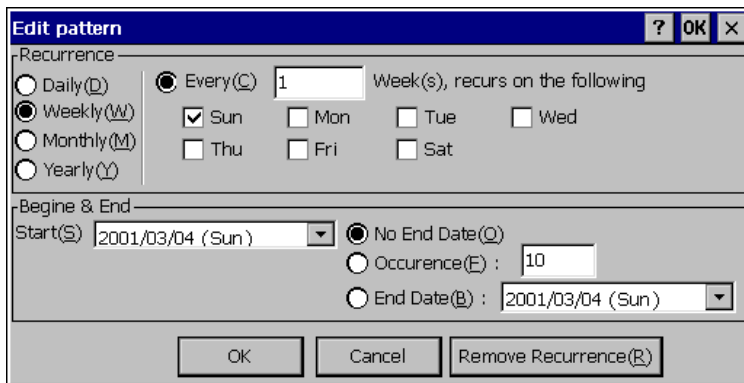 Edit pattern ? OK ×
Recurrence
Daily(D)
Weekly(W)
Monthly(M)
Yearly(Y)
Every(C) 1 Week(s), recurs on the following
Sun Mon Tue Wed
Thu Fri Sat
Begine & End
Start(S) 2001/03/04 (Sun)
No End Date(O)
Occurence(E) : 10
End Date(B) : 2001/03/04 (Sun)
OK Cancel Remove Recurrence(R)